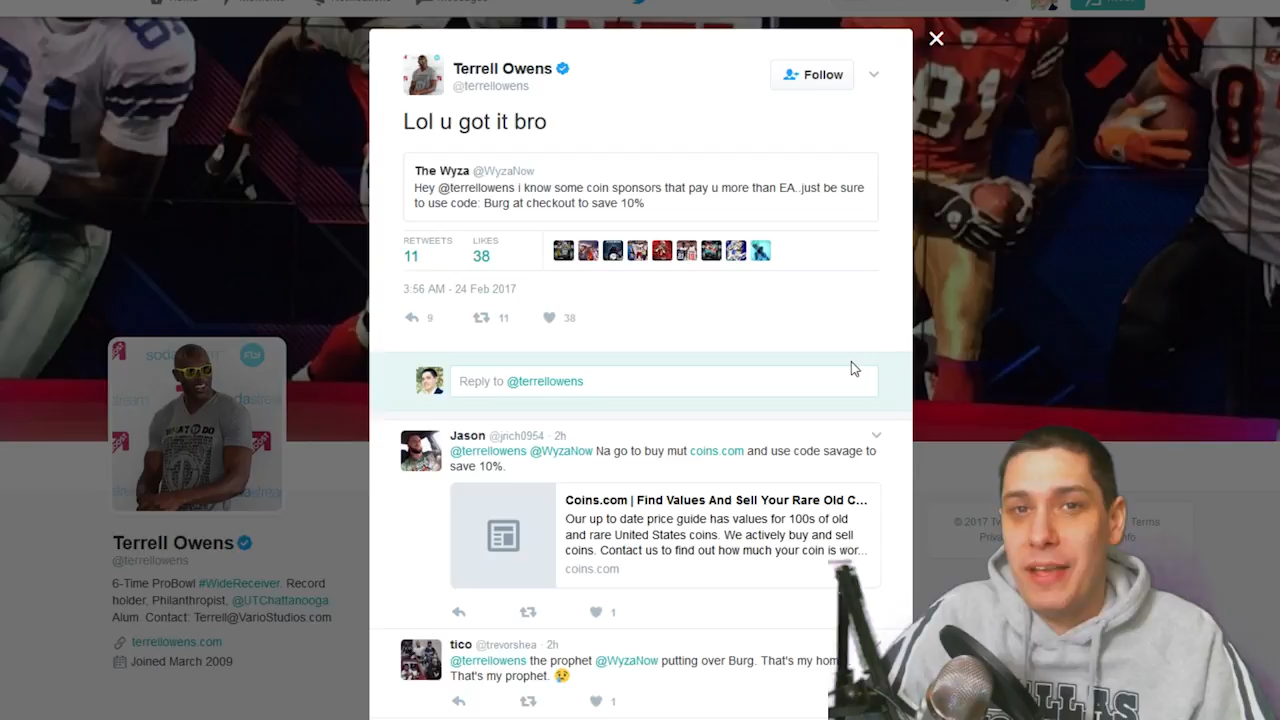 Terrell Owens
@terrellowens
Follow
Lol u got it bro
The Wyza @WyzaNow
Hey @terrellowens i know some coin sponsors that pay u more than EA..just be sure
to use code: Burg at checkout to save 10%
RETWEETS
LIKES
11
38
3:56 AM - 24 Feb 2017
9
11
38
Reply to @terrellowens
Jason @jrich0954 · 2h
@terrellowens @WyzaNow Na go to buy mut coins.com and use code savage to
save 10%.
Coins.com | Find Values And Sell Your Rare Old C...
Our up to date price guide has values for 100s of old
and rare United States coins. We actively buy and sell
coins. Contact us to find out how much your coin is wor...
coins.com
1
tico @trevorshea · 2h
@terrellowens the prophet @WyzaNow putting over Burg. That's my hom
That's my prophet. 😢
1
Terrell Owens
@terrellowens
6-Time ProBowl #WideReceiver. Record
holder, Philanthropist, @UTChattanooga
Alum Contact: Terrell@VarioStudios.com
terrellowens.com
Joined March 2009
81
© 2017
Terms